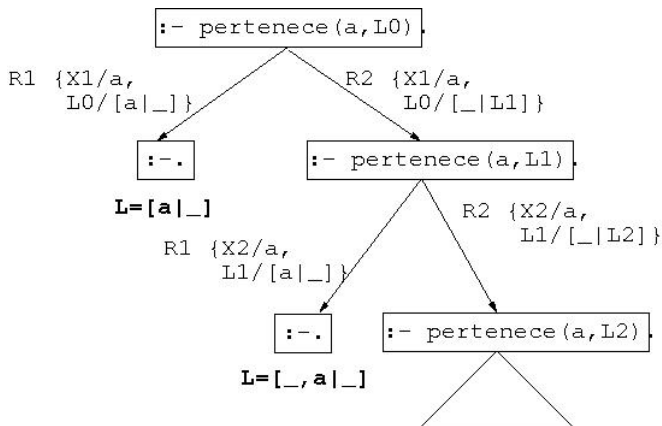 :- pertenece(a,L0).
R1 {X1/a,
L0/[a|_]}
R2 {X1/a,
L0/[_|L1]}
:-.
:- pertenece(a,L1).
L=[a|_]
R1 {X2/a,
L1/[a|_]}
R2 {X2/a,
L1/[_|L2]}
:-.
:- pertenece(a,L2).
L=[_,a|_]